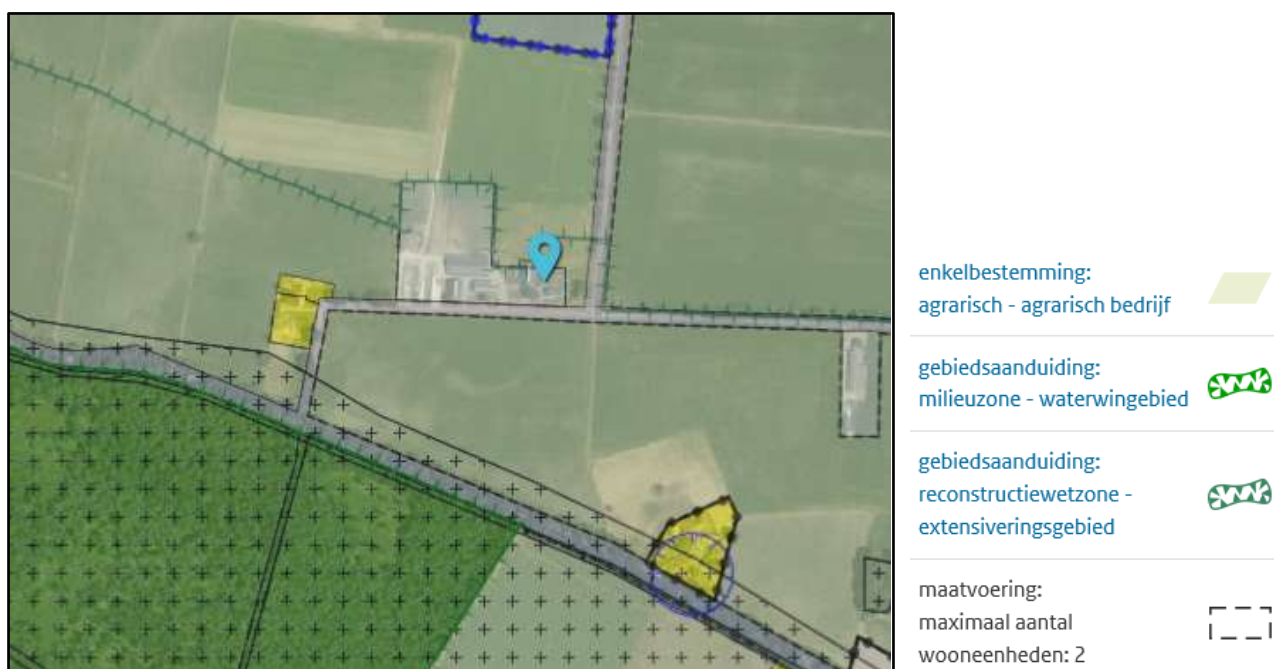 enkelbestemming:
agrarisch - agrarisch bedrijf
gebiedsaanduiding:
milieuzone - waterwingebied
gebiedsaanduiding:
reconstructiewetzone -
extensiveringsgebied
maatvoering:
maximaal aantal
wooneenheden: 2